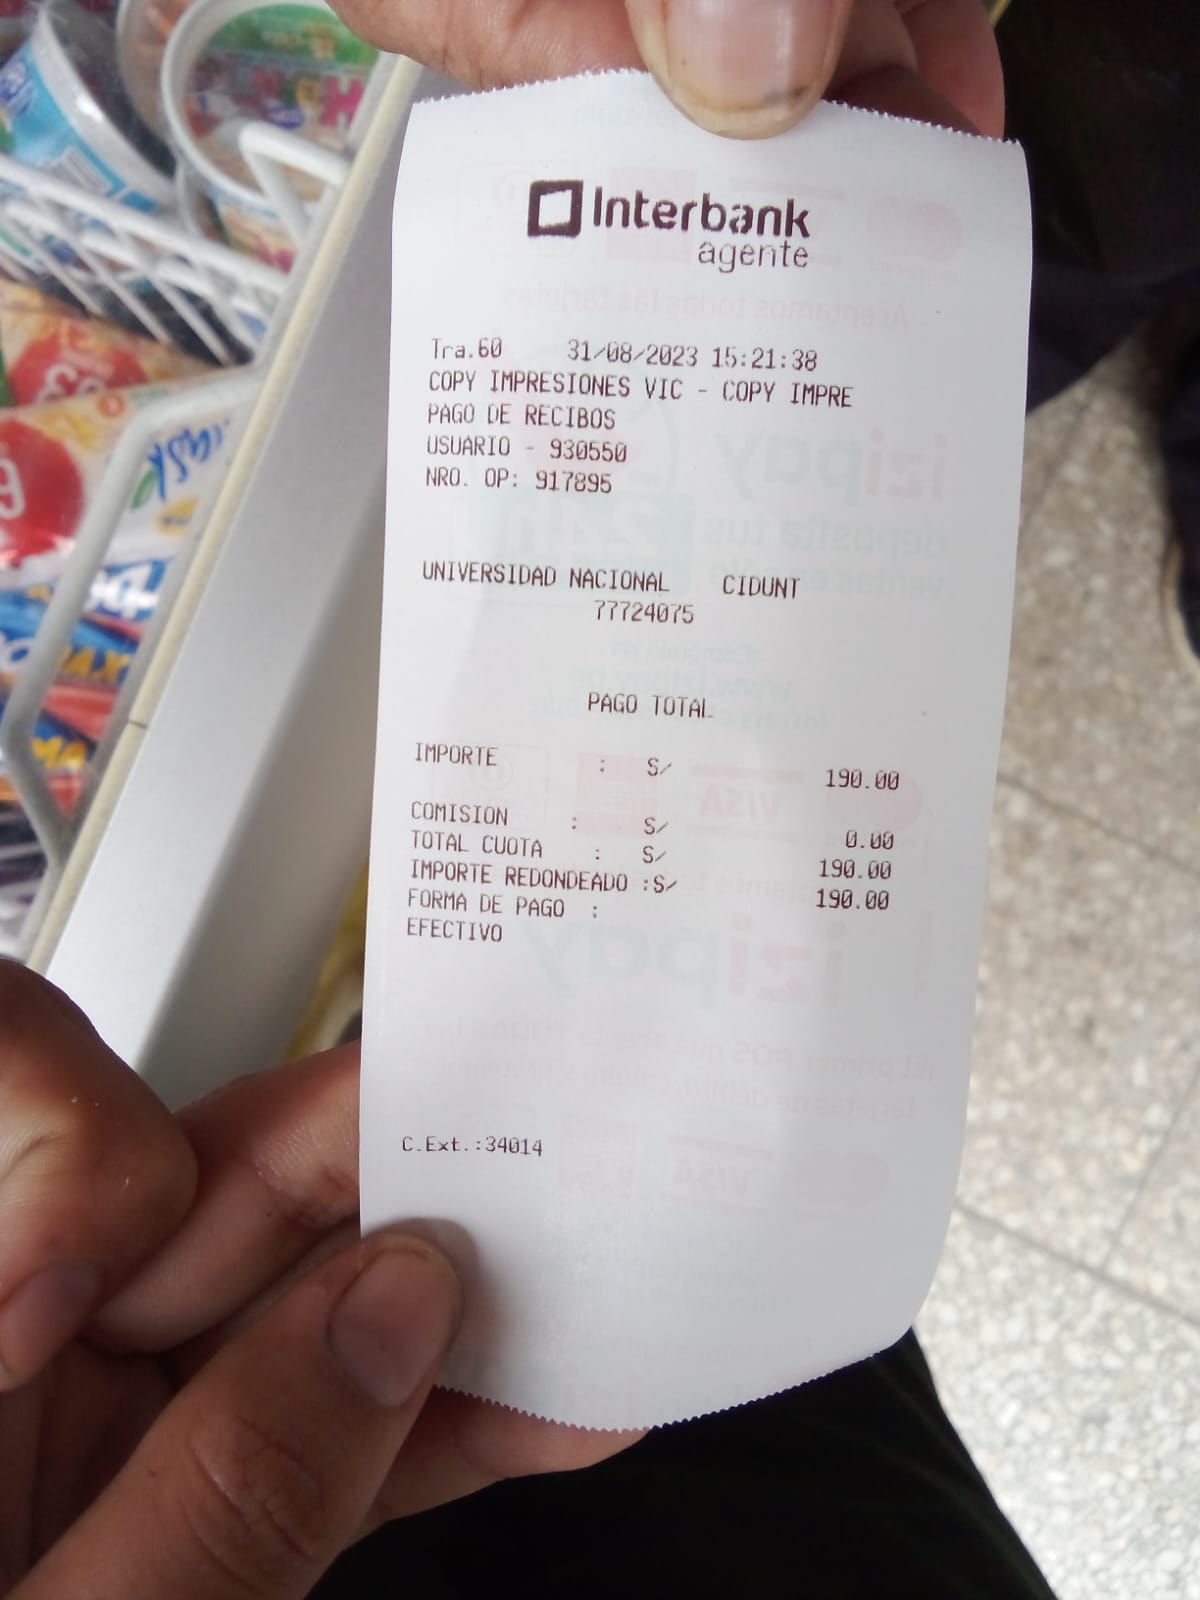 Interbank
agente
Tra.60 31/08/2023 15:21:38
COPY IMPRESIONES VIC - COPY IMPRE
PAGO DE RECIBOS
USUARIO - 930550
NRO. OP: 917895
UNIVERSIDAD NACIONAL CIDUNT
77724075
PAGO TOTAL
IMPORTE : S/ 190.00
COMISION : S/ 0.00
TOTAL CUOTA : S/ 190.00
IMPORTE REDONDEADO :S/ 190.00
FORMA DE PAGO :
EFECTIVO
C.Ext.:34014